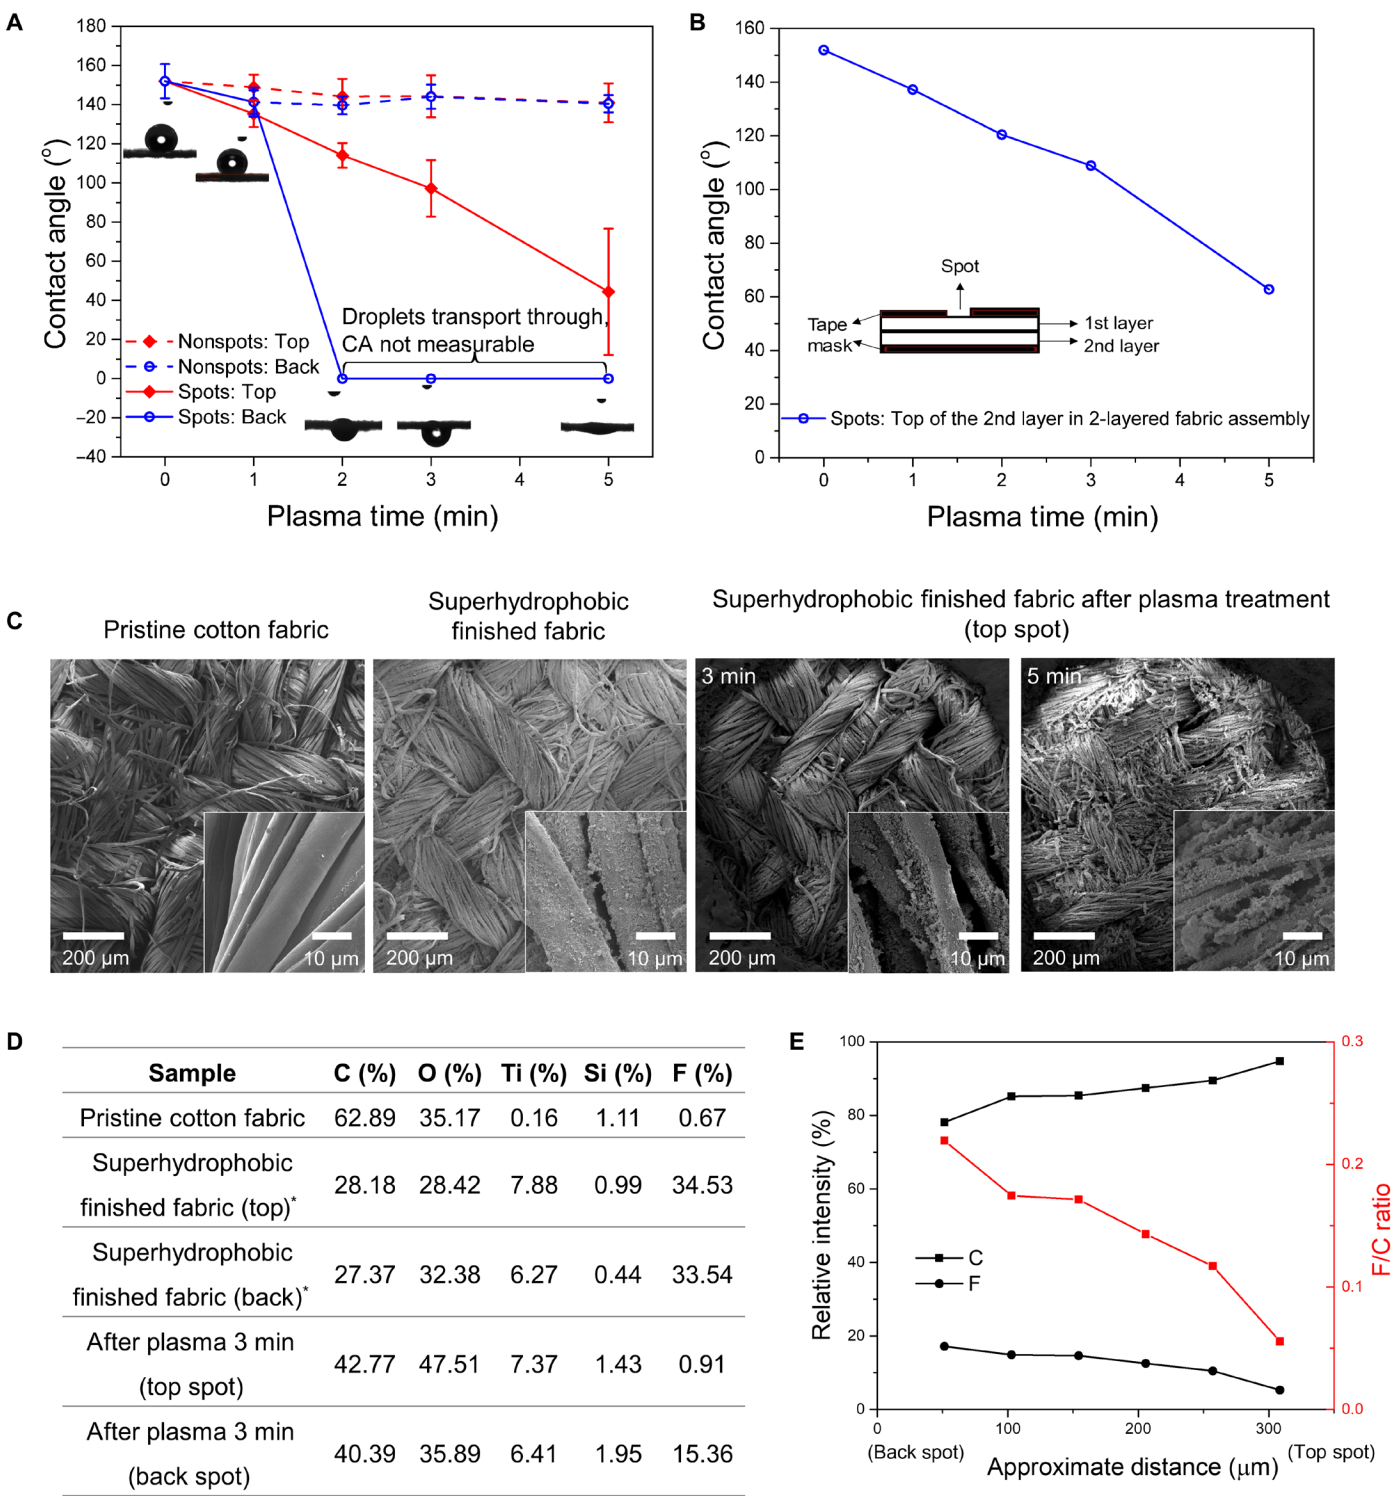 A
180
160
140
120
100
80
60
40
20
0
−20
−40
Contact angle (°)
Droplets transport through,
CA not measurable
Nonspots: Top
Nonspots: Back
Spots: Top
Spots: Back
0 1 2 3 4 5
Plasma time (min)
B
160
140
120
100
80
60
40
20
0
Contact angle (°)
Spot
Tape
mask
1st layer
2nd layer
Spots: Top of the 2nd layer in 2-layered fabric assembly
0 1 2 3 4 5
Plasma time (min)
C
Pristine cotton fabric
Superhydrophobic
finished fabric
Superhydrophobic finished fabric after plasma treatment
(top spot)
3 min
5 min
200 μm
10 μm
200 μm
10 μm
200 μm
10 μm
200 μm
10 μm
D
Sample C (%) O (%) Ti (%) Si (%) F (%)
Pristine cotton fabric 62.89 35.17 0.16 1.11 0.67
Superhydrophobic
finished fabric (top)* 28.18 28.42 7.88 0.99 34.53
Superhydrophobic
finished fabric (back)* 27.37 32.38 6.27 0.44 33.54
After plasma 3 min
(top spot) 42.77 47.51 7.37 1.43 0.91
After plasma 3 min
(back spot) 40.39 35.89 6.41 1.95 15.36
E
100
80
60
40
20
0
Relative intensity (%)
C
F
0.3
0.2
0.1
0.0
F/C ratio
0 100 200 300
(Back spot) (Top spot)
Approximate distance (μm)